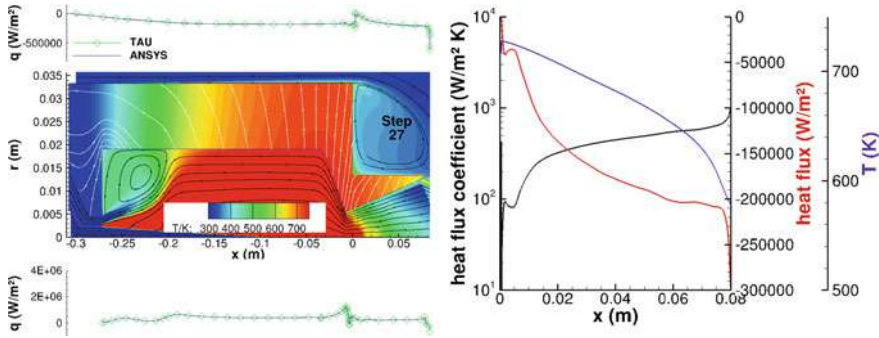 q (W/m²)
0
-500000
TAU
ANSYS
r (m)
0.035
0.03
0.025
0.02
0.015
0.01
0.005
0
Step
27
T/K: 300 400 500 600 700
-0.3 -0.25 -0.2 -0.15 -0.1 -0.05 0 0.05
x (m)
q (W/m²)
4E+06
2E+06
0
heat flux coefficient (W/m² K)
10⁴
10³
10²
10¹
0 0.02 0.04 0.06 0.08
x (m)
0
-50000
-100000
-150000
-200000
-250000
-300000
heat flux (W/m²)
T (K)
700
600
500